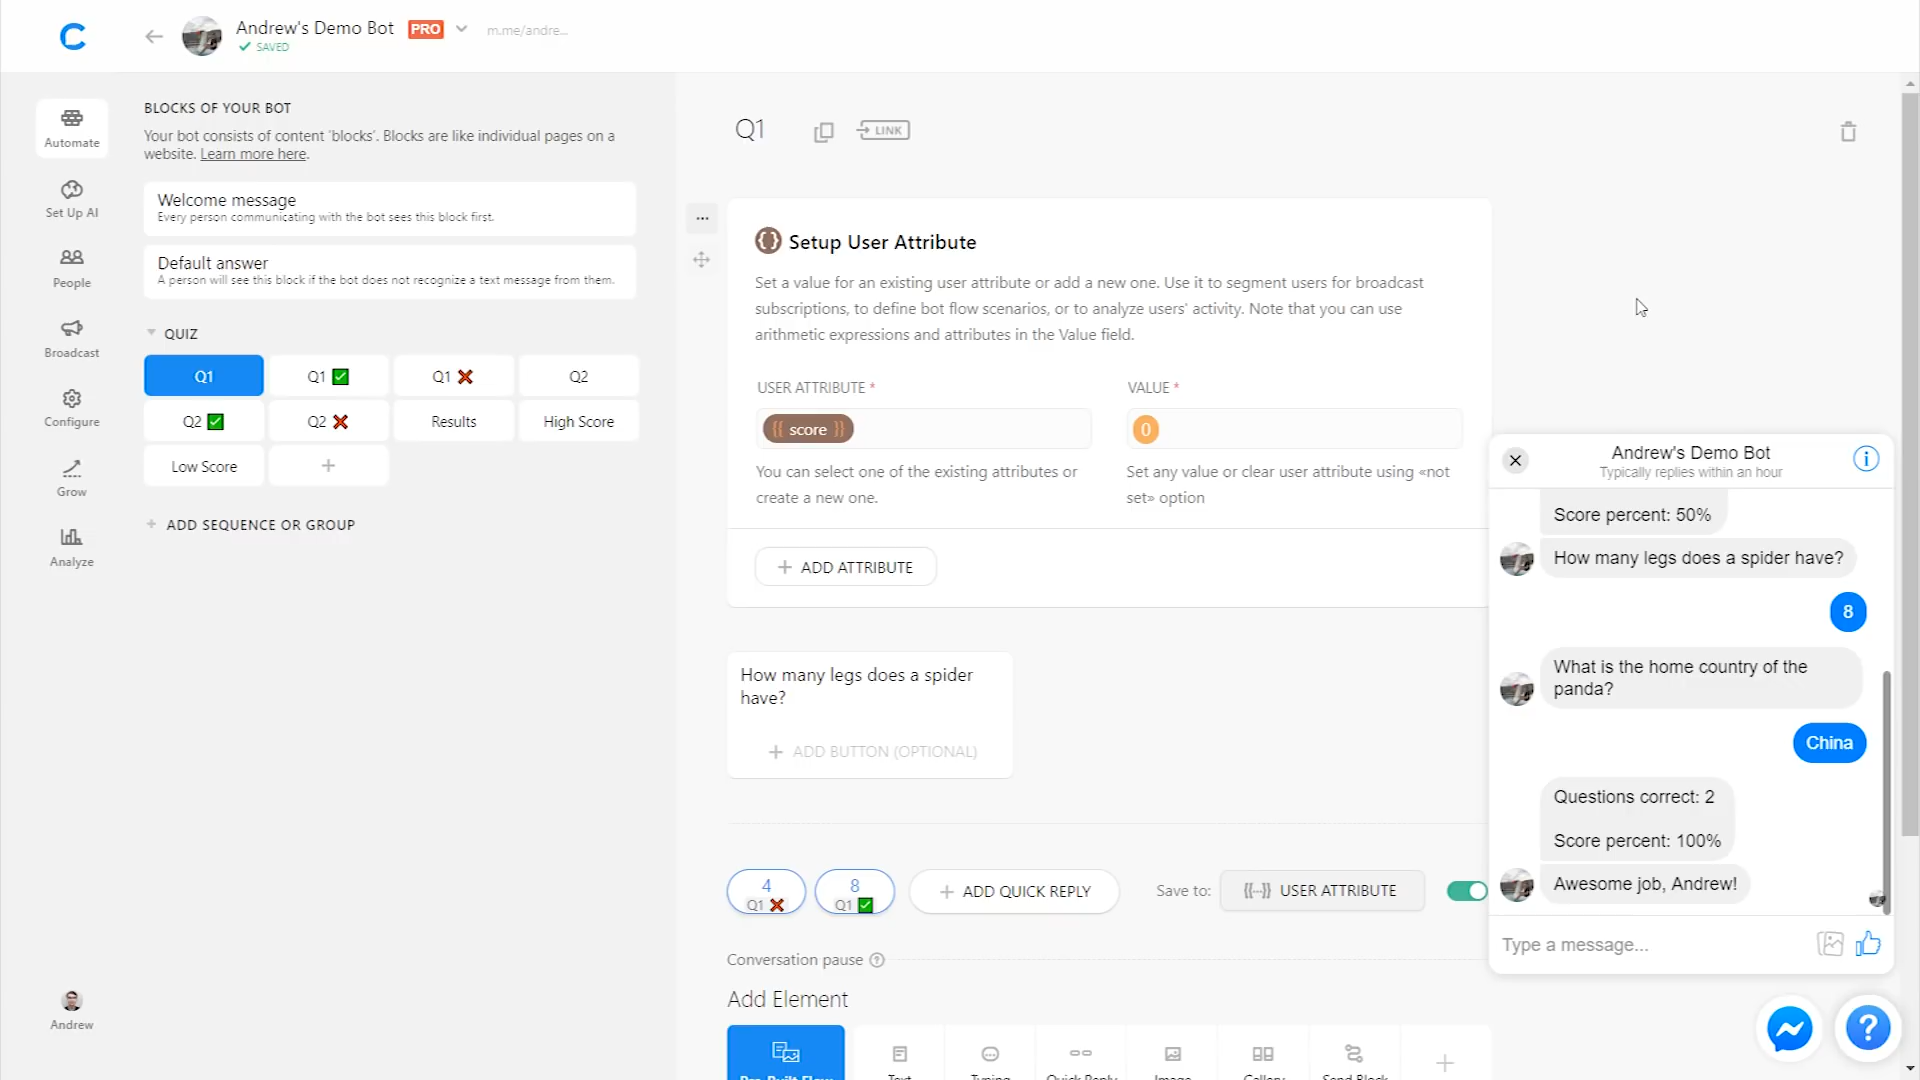 Andrew's Demo Bot PRO m.me/andre...
SAVED
Automate
Set Up AI
People
Broadcast
Configure
Grow
Analyze
Andrew
BLOCKS OF YOUR BOT
Your bot consists of content 'blocks'. Blocks are like individual pages on a
website. Learn more here.
Welcome message
Every person communicating with the bot sees this block first.
Default answer
A person will see this block if the bot does not recognize a text message from them.
QUIZ
Q1 Q1 Q1 Q2
Q2 Q2 Results High Score
Low Score +
+ ADD SEQUENCE OR GROUP
Q1 LINK
Setup User Attribute
Set a value for an existing user attribute or add a new one. Use it to segment users for broadcast
subscriptions, to define bot flow scenarios, or to analyze users' activity. Note that you can use
arithmetic expressions and attributes in the Value field.
USER ATTRIBUTE * VALUE *
{{ score }} 0
You can select one of the existing attributes or
create a new one.
Set any value or clear user attribute using «not
set» option
+ ADD ATTRIBUTE
How many legs does a spider
have?
+ ADD BUTTON (OPTIONAL)
4
Q1
8
Q1
+ ADD QUICK REPLY
Save to: {{...}} USER ATTRIBUTE
Conversation pause ?
Add Element
Pre-Built Flow Text Typing Quick Reply Image Gallery Send Block
Andrew's Demo Bot
Typically replies within an hour
Score percent: 50%
How many legs does a spider have?
8
What is the home country of the
panda?
China
Questions correct: 2
Score percent: 100%
Awesome job, Andrew!
Type a message...